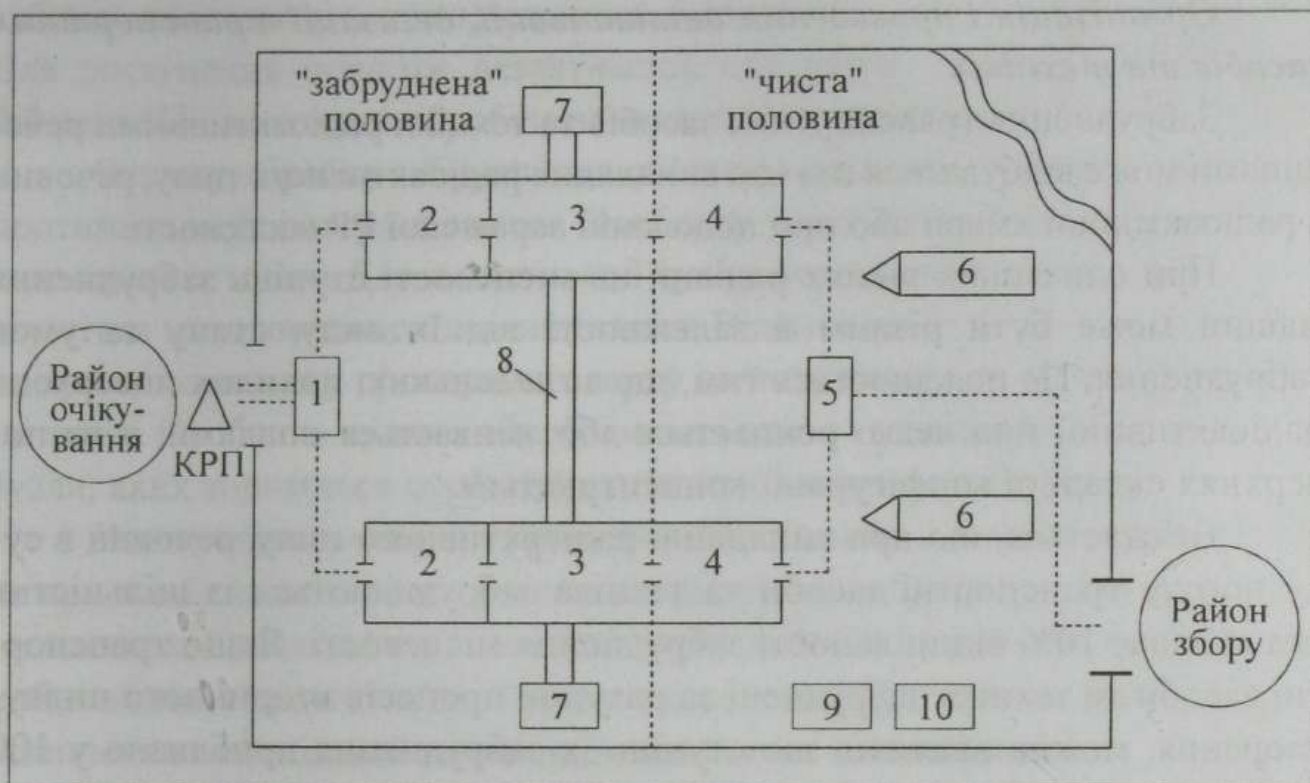 "забруднена"
половина
7
"чиста"
половина
2
3
4
6
Район
очіку-
вання
КРП
1
8
5
6
2
3
4
Район
збору
7
9
10